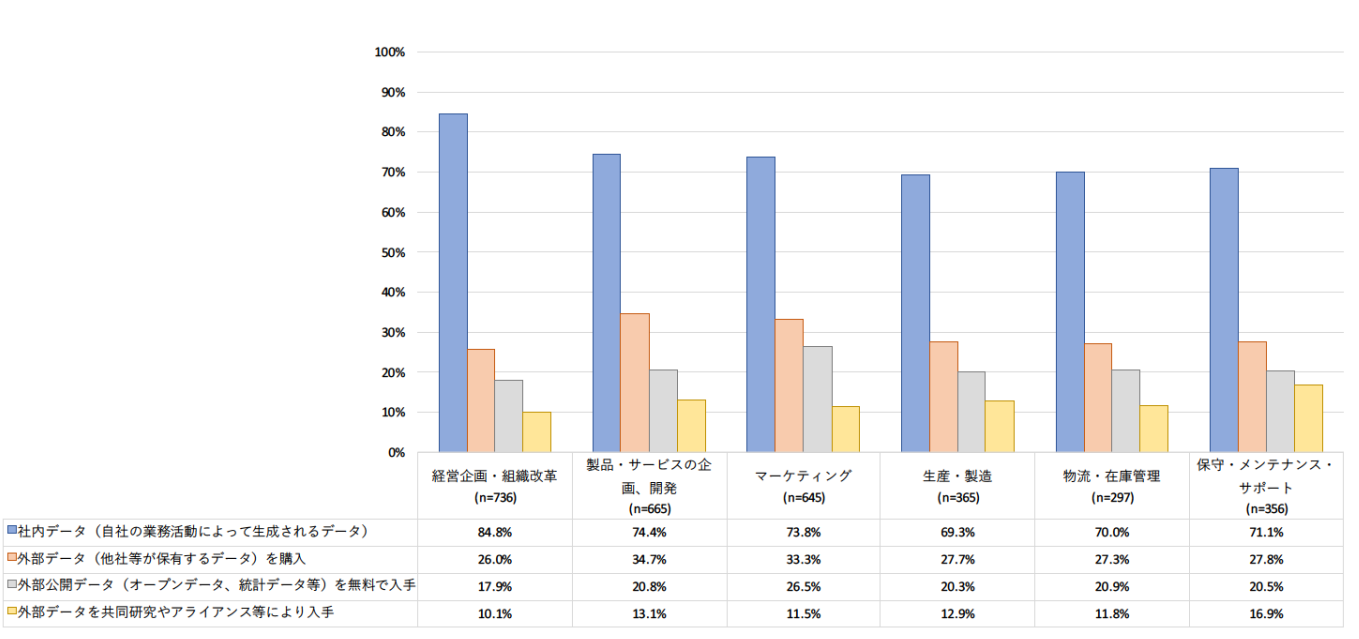 100%
90%
80%
70%
60%
50%
40%
30%
20%
10%
0%
経営企画・組織改革
(n=736)
製品・サービスの企
画、開発
(n=665)
マーケティング
(n=645)
生産・製造
(n=365)
物流・在庫管理
(n=297)
保守・メンテナンス・
サポート
(n=356)
社内データ（自社の業務活動によって生成されるデータ） 84.8% 74.4% 73.8% 69.3% 70.0% 71.1%
外部データ（他社等が保有するデータ）を購入 26.0% 34.7% 33.3% 27.7% 27.3% 27.8%
外部公開データ（オープンデータ、統計データ等）を無料で入手 17.9% 20.8% 26.5% 20.3% 20.9% 20.5%
外部データを共同研究やアライアンス等により入手 10.1% 13.1% 11.5% 12.9% 11.8% 16.9%